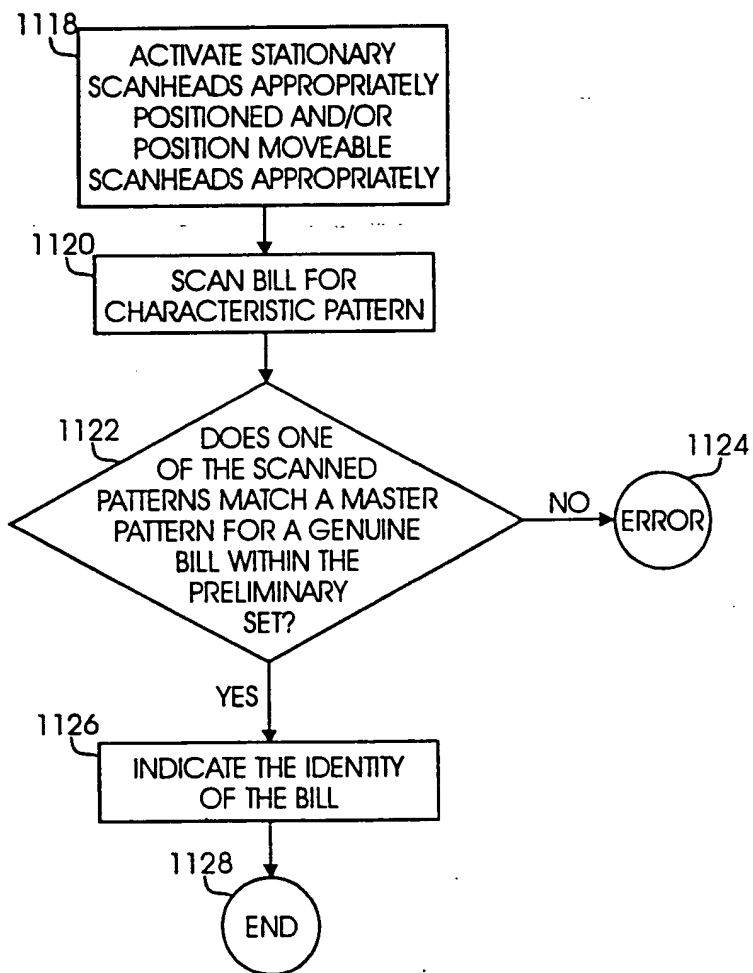 1118
ACTIVATE STATIONARY
SCANHEADS APPROPRIATELY
POSITIONED AND/OR
POSITION MOVEABLE
SCANHEADS APPROPRIATELY
1120
SCAN BILL FOR
CHARACTERISTIC PATTERN
1122
DOES ONE
OF THE SCANNED
PATTERNS MATCH A MASTER
PATTERN FOR A GENUINE
BILL WITHIN THE
PRELIMINARY
SET?
NO
1124
ERROR
YES
1126
INDICATE THE IDENTITY
OF THE BILL
1128
END